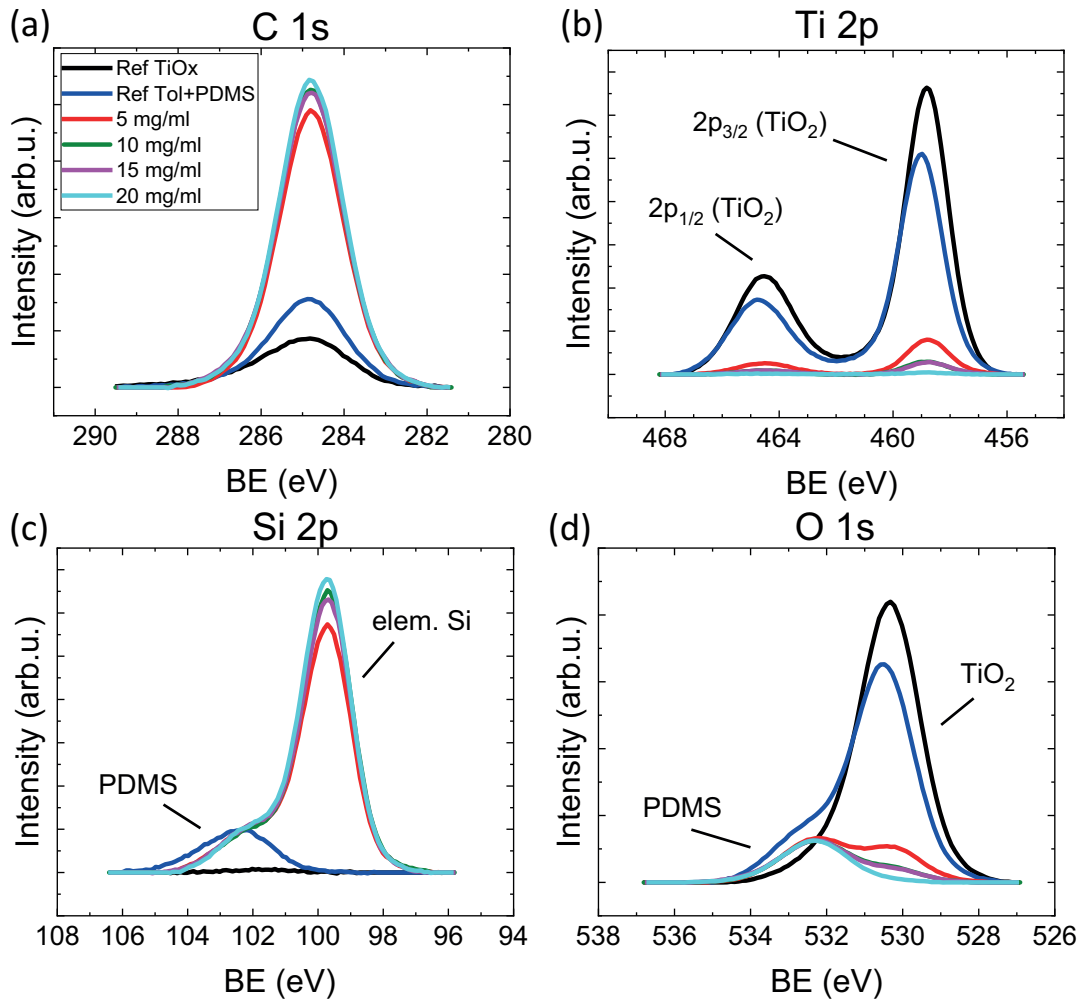 (a)
C 1s
Ref TiOx
Ref Tol+PDMS
5 mg/ml
10 mg/ml
15 mg/ml
20 mg/ml
Intensity (arb.u.)
290 288 286 284 282 280
BE (eV)
(b)
Ti 2p
2p3/2 (TiO2)
2p1/2 (TiO2)
Intensity (arb.u.)
468 464 460 456
BE (eV)
(c)
Si 2p
elem. Si
PDMS
Intensity (arb.u.)
108 106 104 102 100 98 96 94
BE (eV)
(d)
O 1s
TiO2
PDMS
Intensity (arb.u.)
538 536 534 532 530 528 526
BE (eV)